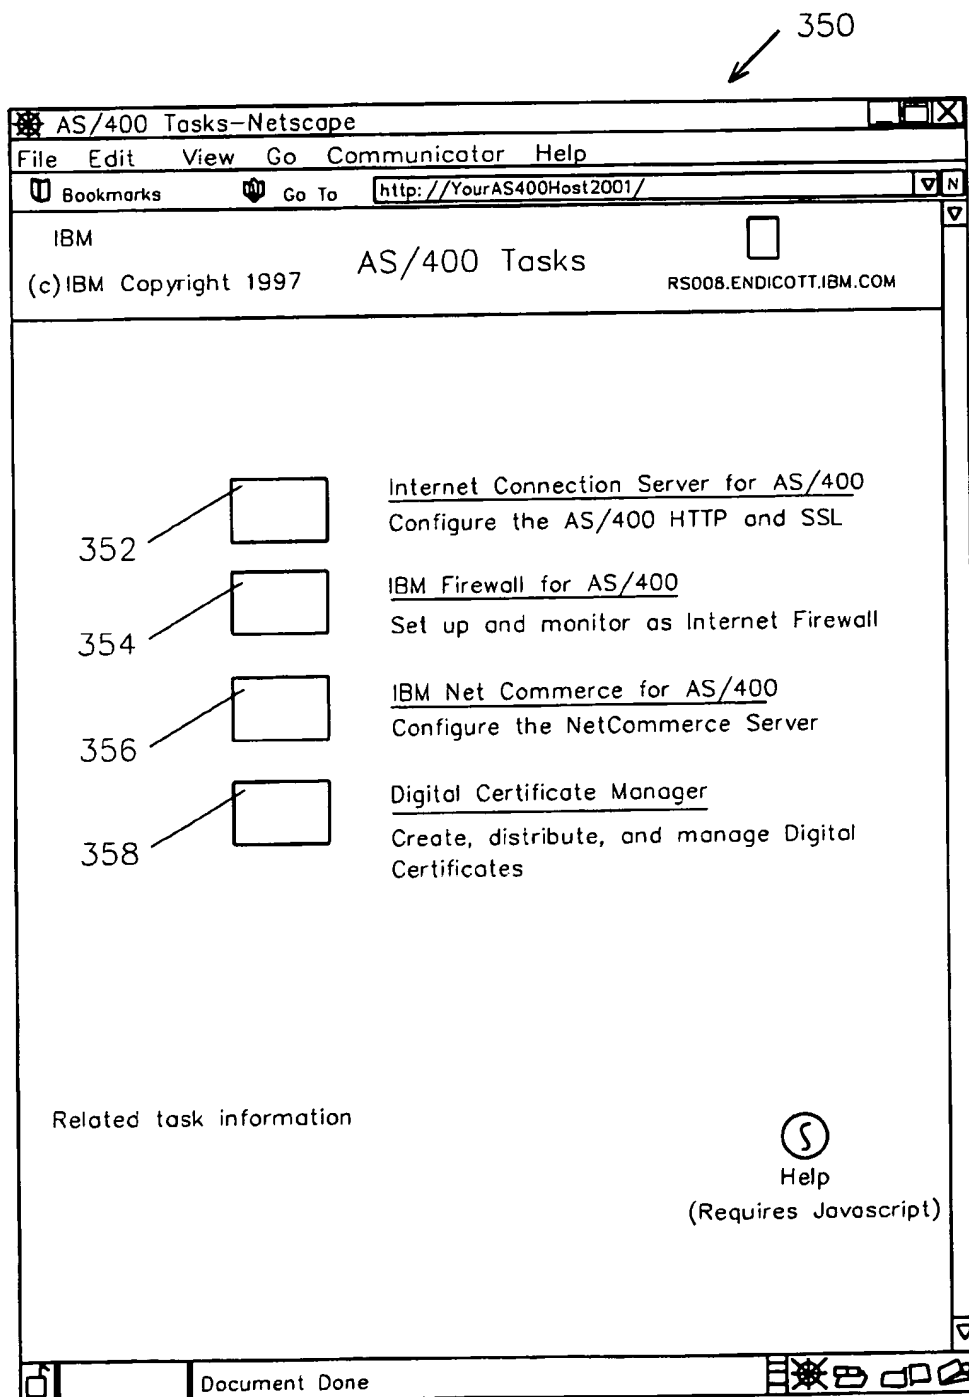 350
AS/400 Tasks-Netscape
File Edit View Go Communicator Help
Bookmarks Go To http://YourAS400Host2001/ N
IBM
(c)IBM Copyright 1997 AS/400 Tasks RS008.ENDICOTT.IBM.COM
Internet Connection Server for AS/400
Configure the AS/400 HTTP and SSL
352
IBM Firewall for AS/400
Set up and monitor as Internet Firewall
354
IBM Net Commerce for AS/400
Configure the NetCommerce Server
356
Digital Certificate Manager
Create, distribute, and manage Digital
Certificates
358
Related task information
S
Help
(Requires Javascript)
Document Done